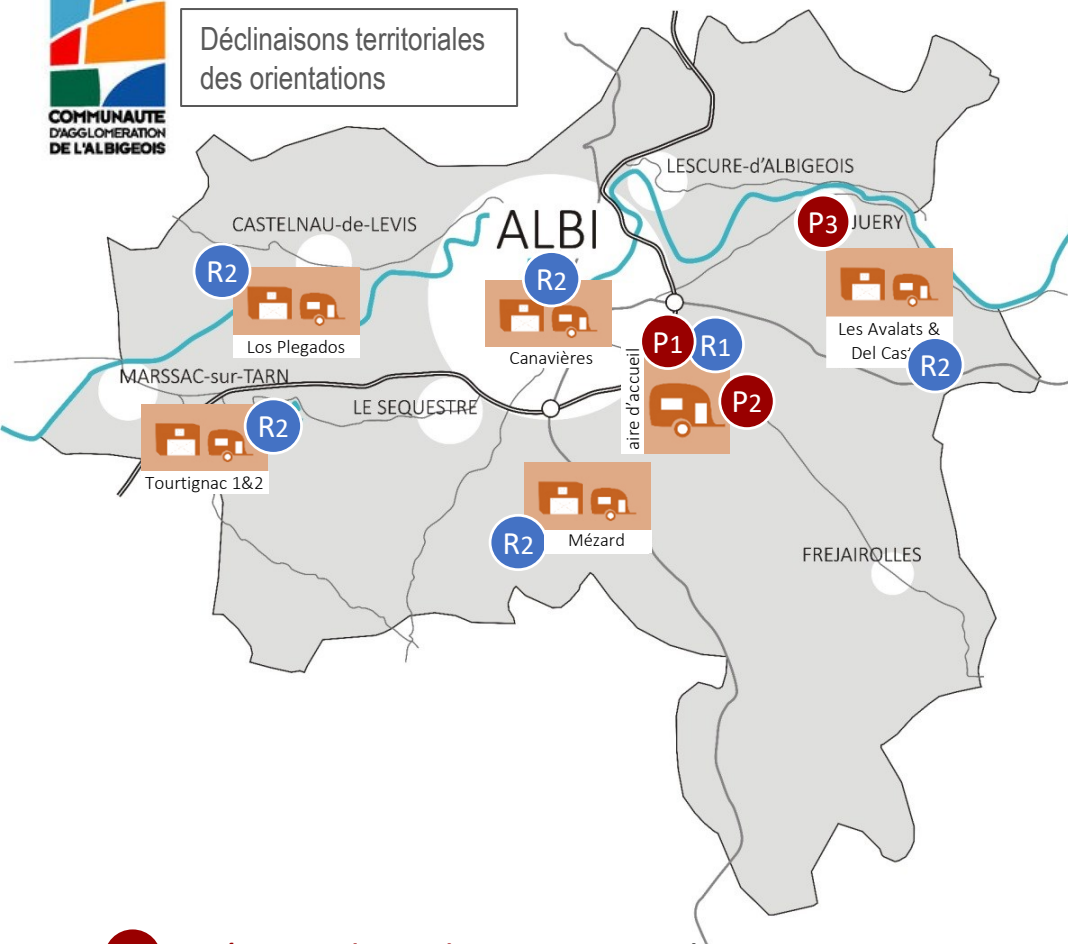 COMMUNAUTE
D'AGGLOMERATION
DE L'ALBIGEOIS
Déclinaisons territoriales
des orientations
LESCURE-d'ALBIGEOIS
CASTELNAU-de-LEVIS
ALBI
P3
JUERY
R2
R2
Los Plegados
Canavières
Les Avalats &
Del Cas
R2
P1
R1
aire d'accueil
P2
MARSSAC-sur-TARN
LE SEQUESTRE
R2
Tourtignac 1&2
R2
Mézard
FREJAIROLLES